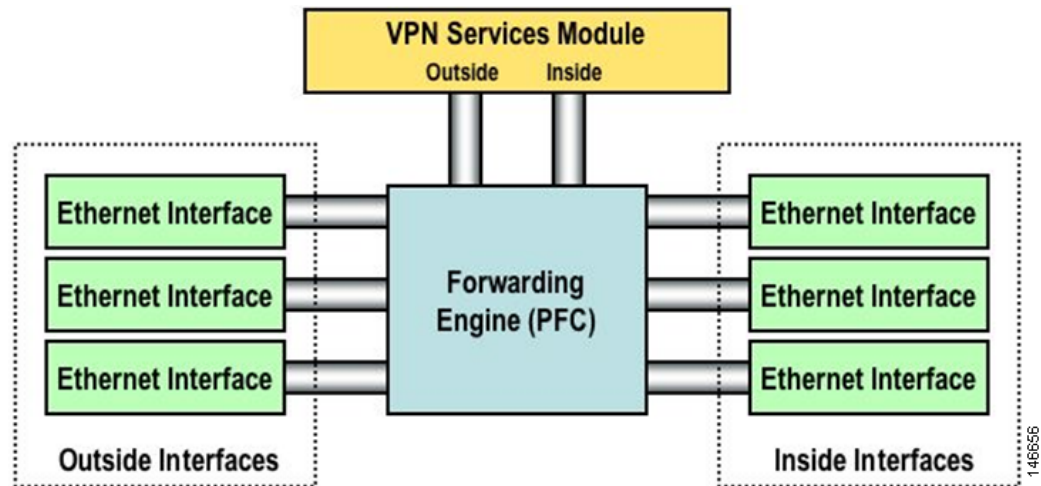 VPN Services Module
Outside Inside
Ethernet Interface
Ethernet Interface
Ethernet Interface
Outside Interfaces
Forwarding
Engine (PFC)
Ethernet Interface
Ethernet Interface
Ethernet Interface
Inside Interfaces
146656